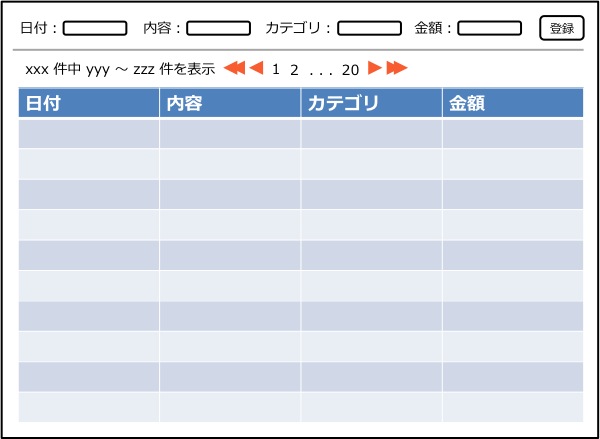 日付： 内容： カテゴリ： 金額： 登録
xxx 件中 yyy ～ zzz 件を表示 1 2 ... 20
日付 内容 カテゴリ 金額